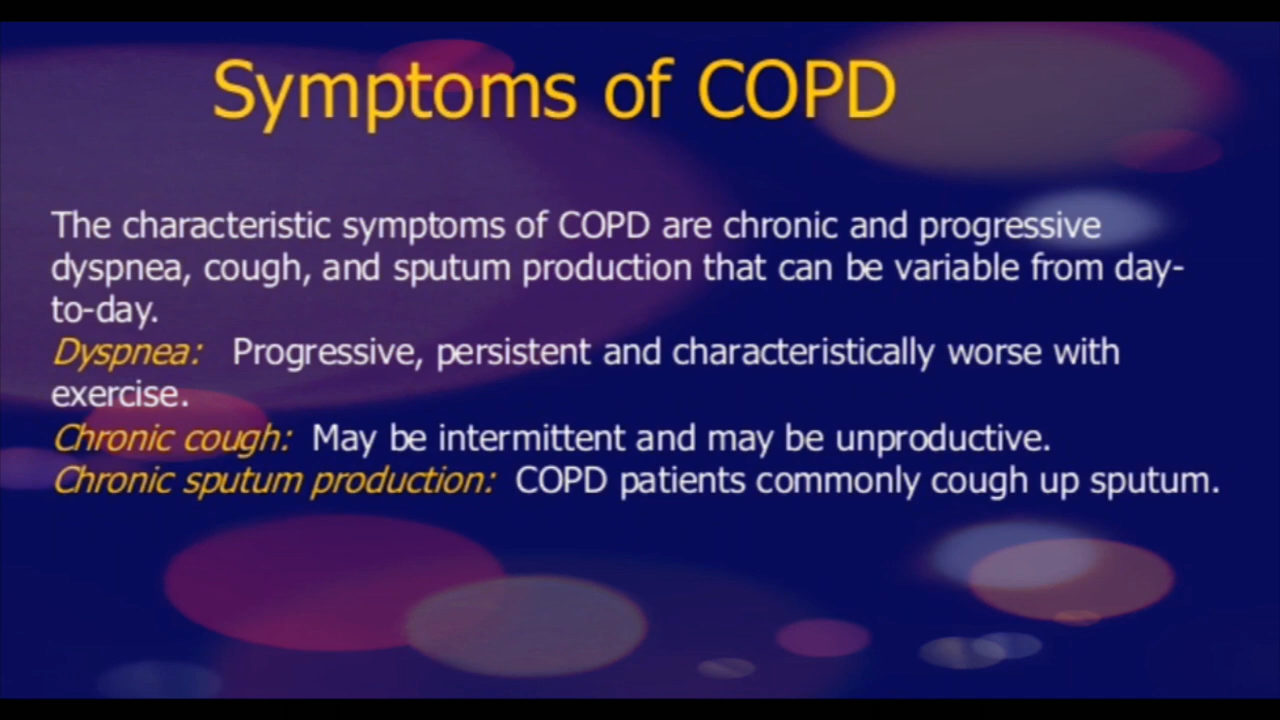 Symptoms of COPD
The characteristic symptoms of COPD are chronic and progressive
dyspnea, cough, and sputum production that can be variable from day-
to-day.
Dyspnea: Progressive, persistent and characteristically worse with
exercise.
Chronic cough: May be intermittent and may be unproductive.
Chronic sputum production: COPD patients commonly cough up sputum.